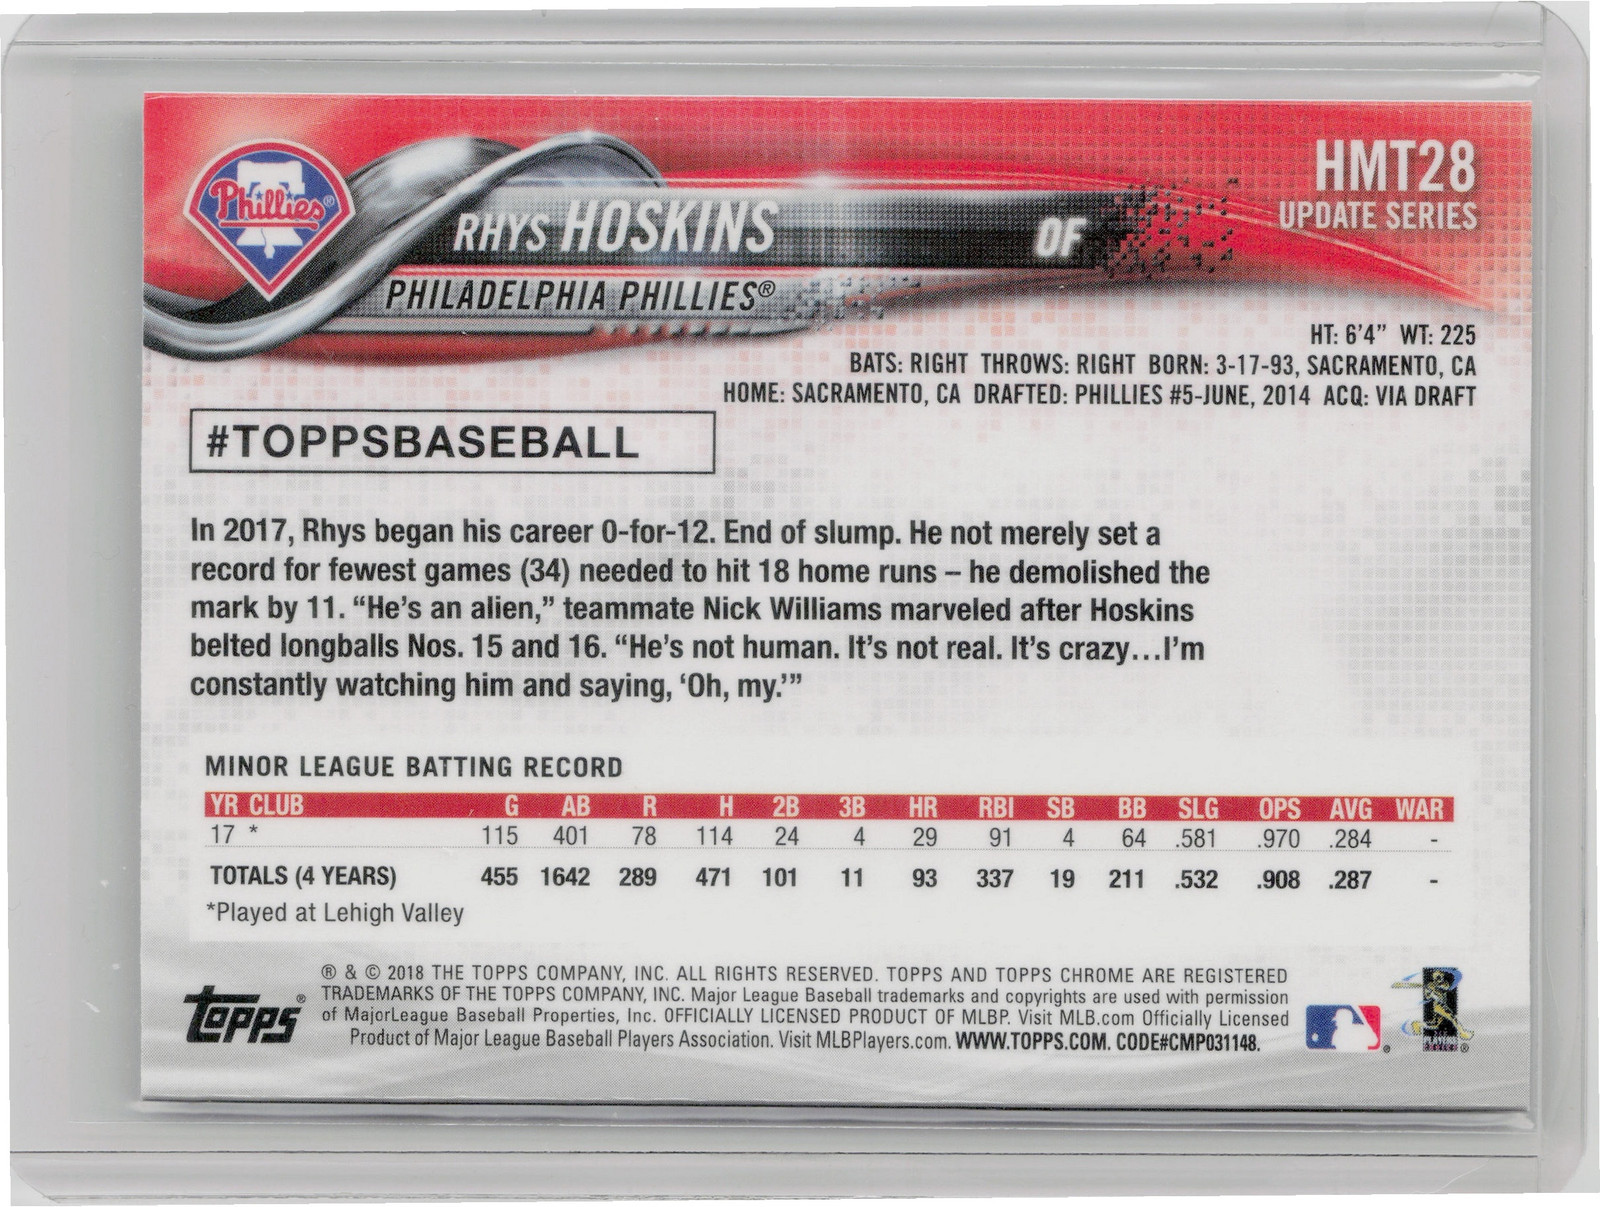 Phillies®
HMT28
UPDATE SERIES
RHYS HOSKINS OF
PHILADELPHIA PHILLIES®
HT: 6'4” WT: 225
BATS: RIGHT THROWS: RIGHT BORN: 3-17-93, SACRAMENTO, CA
HOME: SACRAMENTO, CA DRAFTED: PHILLIES #5-JUNE, 2014 ACQ: VIA DRAFT
#TOPPSBASEBALL
In 2017, Rhys began his career 0-for-12. End of slump. He not merely set a
record for fewest games (34) needed to hit 18 home runs – he demolished the
mark by 11. “He’s an alien,” teammate Nick Williams marveled after Hoskins
belted longballs Nos. 15 and 16. “He’s not human. It’s not real. It’s crazy…I’m
constantly watching him and saying, ‘Oh, my.’”
MINOR LEAGUE BATTING RECORD
YR CLUB G AB R H 2B 3B HR RBI SB BB SLG OPS AVG WAR
17 * 115 401 78 114 24 4 29 91 4 64 .581 .970 .284 -
TOTALS (4 YEARS) 455 1642 289 471 101 11 93 337 19 211 .532 .908 .287 -
*Played at Lehigh Valley
® & © 2018 THE TOPPS COMPANY, INC. ALL RIGHTS RESERVED. TOPPS AND TOPPS CHROME ARE REGISTERED
TRADEMARKS OF THE TOPPS COMPANY, INC. Major League Baseball trademarks and copyrights are used with permission
of MajorLeague Baseball Properties, Inc. OFFICIALLY LICENSED PRODUCT OF MLBP. Visit MLB.com Officially Licensed
Product of Major League Baseball Players Association. Visit MLBPlayers.com. WWW.TOPPS.COM. CODE#CMP031148.
topps®
®
PLAYERS
CHOICE ®